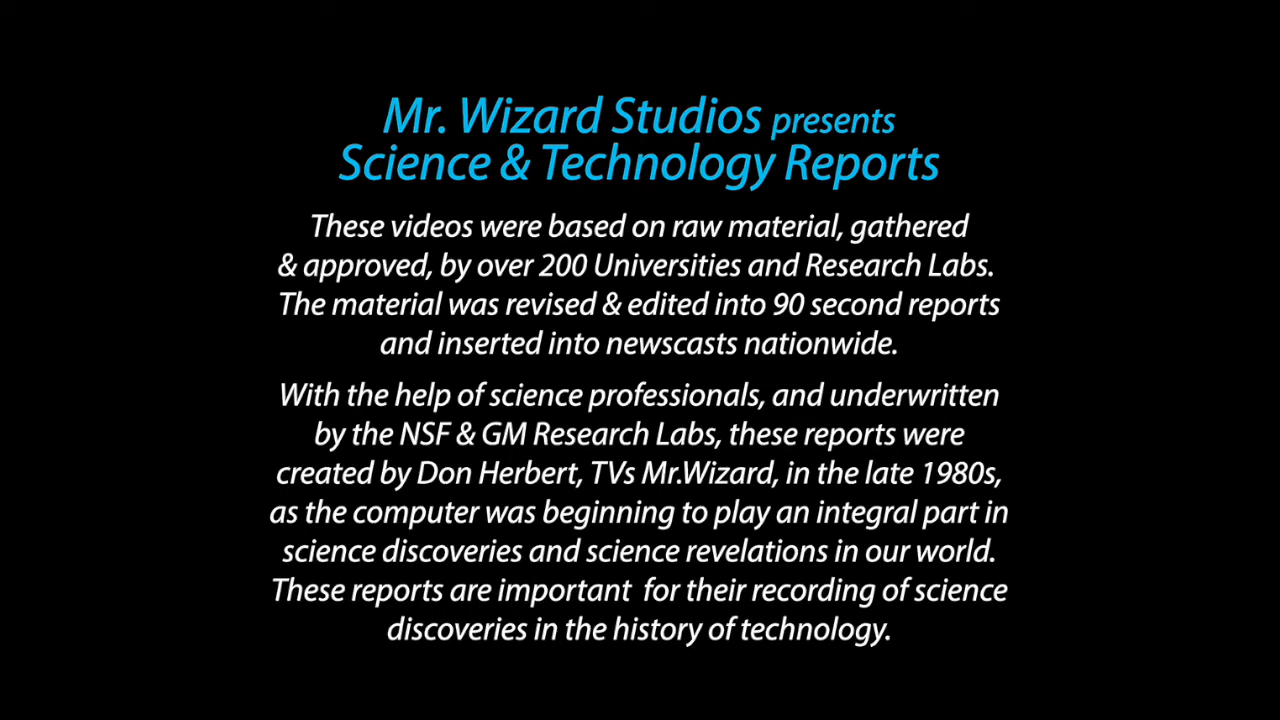 Mr. Wizard Studios presents
Science & Technology Reports
These videos were based on raw material, gathered
& approved, by over 200 Universities and Research Labs.
The material was revised & edited into 90 second reports
and inserted into newscasts nationwide.
With the help of science professionals, and underwritten
by the NSF & GM Research Labs, these reports were
created by Don Herbert, TVs Mr.Wizard, in the late 1980s,
as the computer was beginning to play an integral part in
science discoveries and science revelations in our world.
These reports are important for their recording of science
discoveries in the history of technology.